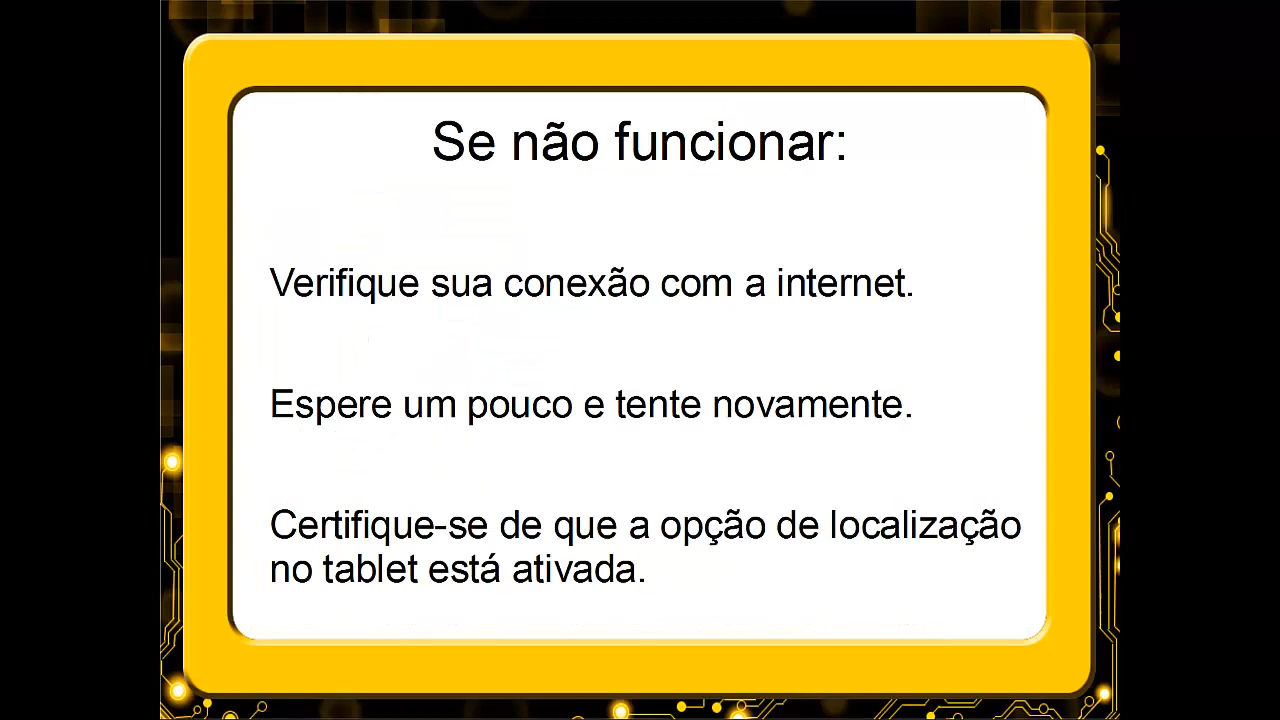 Se não funcionar:
Verifique sua conexão com a internet.
Espere um pouco e tente novamente.
Certifique-se de que a opção de localização
no tablet está ativada.